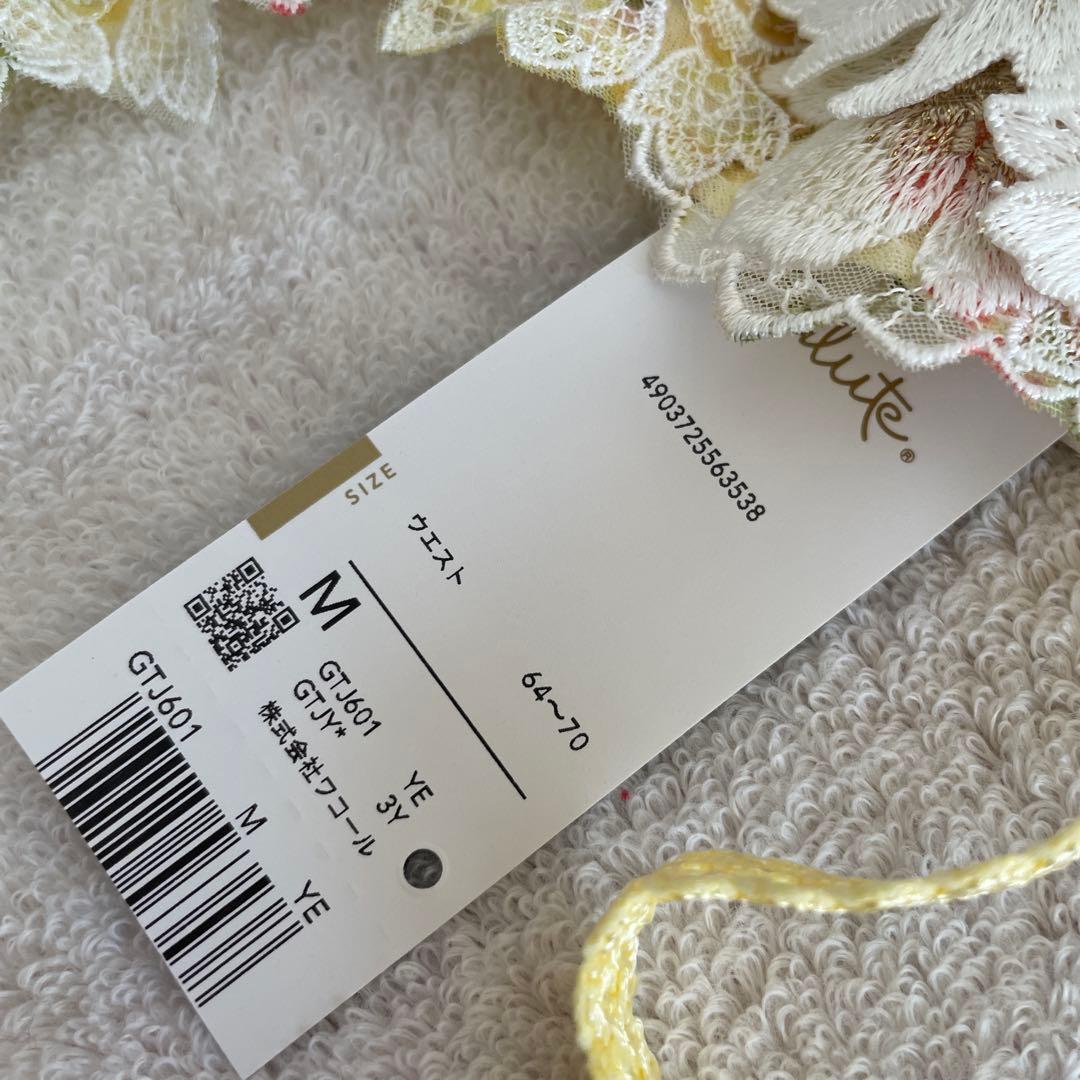 alute®
4903725563538
SIZE
ウエスト
64〜70
M
GTJ601 YE
GTJY* 3Y
株式会社ワコール
GTJ601 M YE